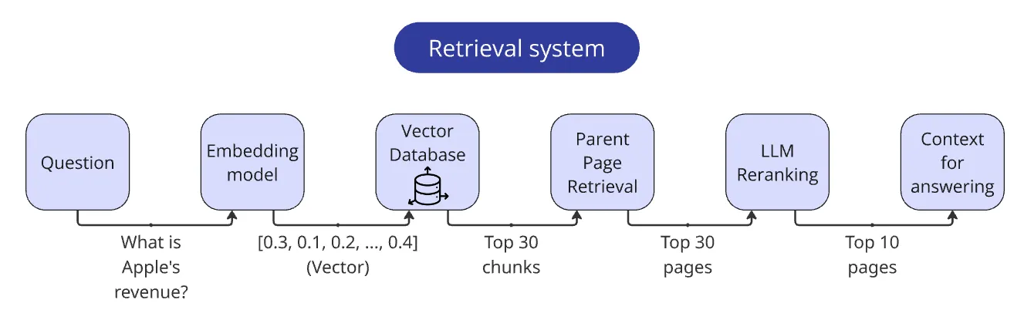 Retrieval system
Question
Embedding
model
Vector
Database
Parent
Page
Retrieval
LLM
Reranking
Context
for
answering
What is
Apple's
revenue?
[0.3, 0.1, 0.2, ..., 0.4]
(Vector)
Top 30
chunks
Top 30
pages
Top 10
pages